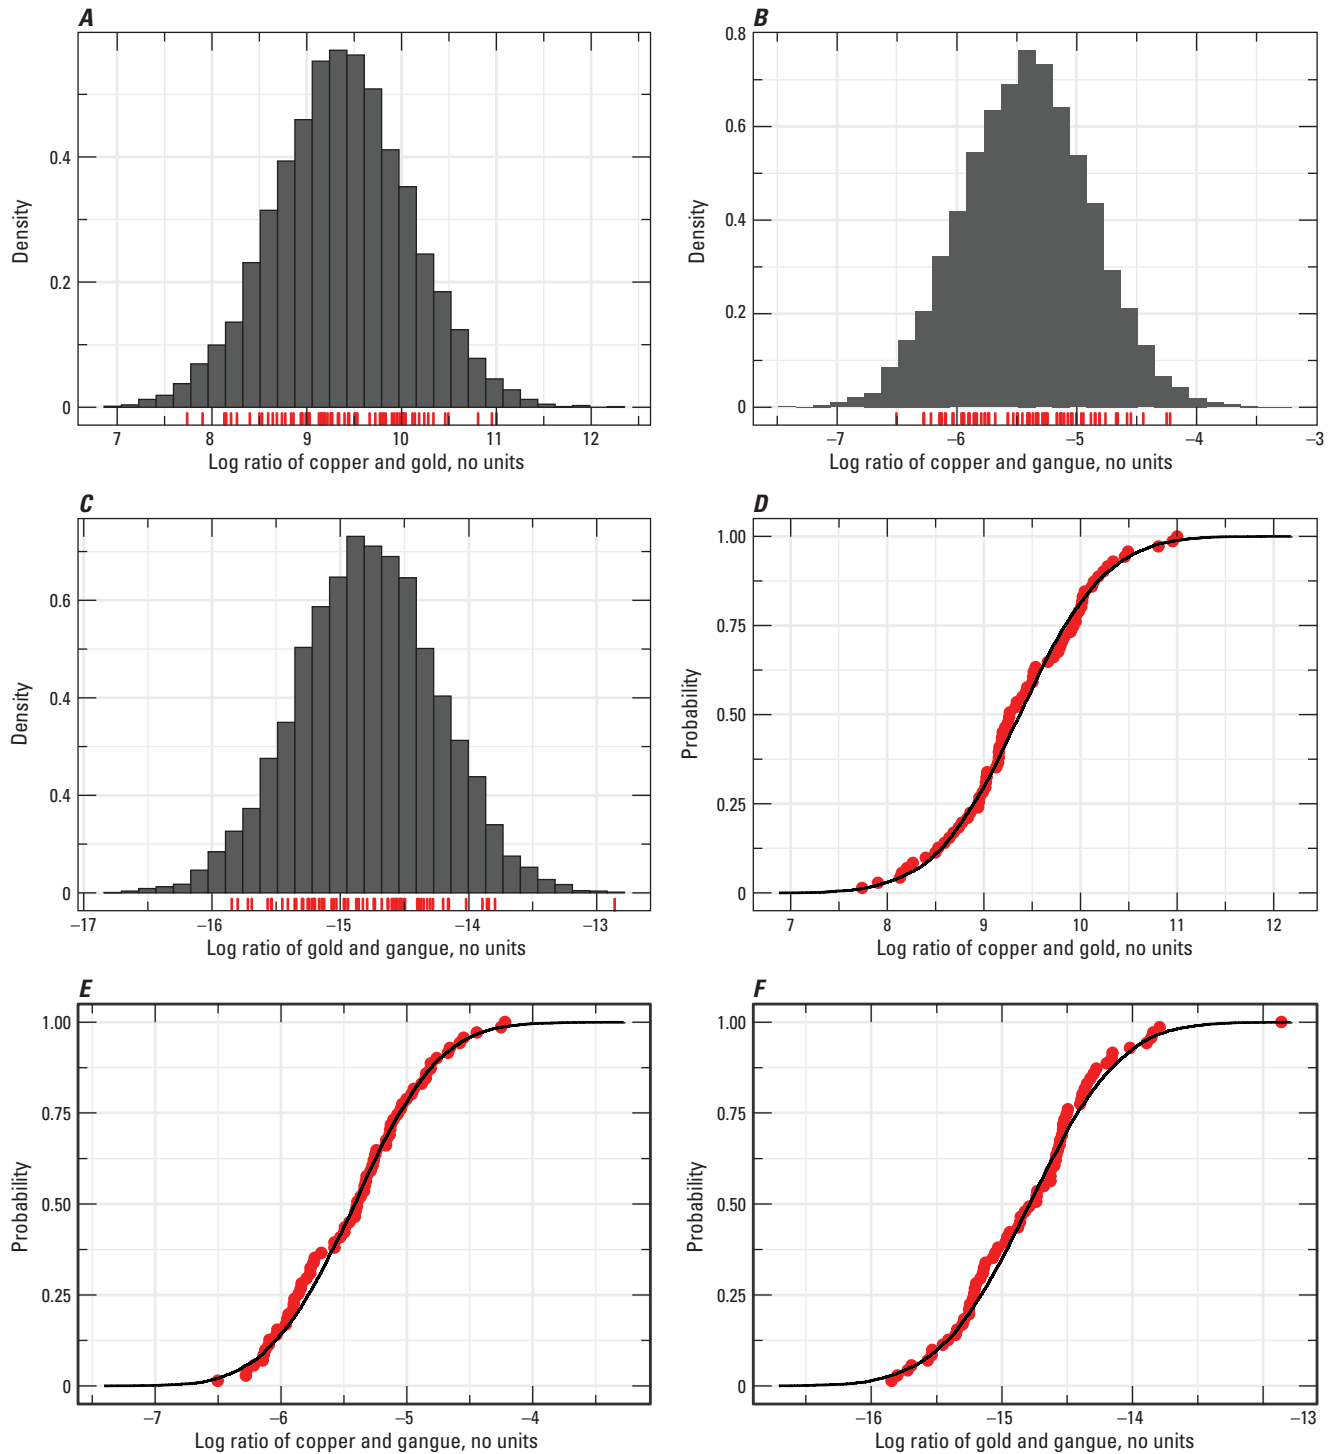 A
Density
0.4
0.2
0
7 8 9 10 11 12
Log ratio of copper and gold, no units
B
Density
0.8
0.6
0.4
0.2
0
–7 –6 –5 –4 –3
Log ratio of copper and gangue, no units
C
Density
0.6
0.4
0.4
0
–17 –16 –15 –14 –13
Log ratio of gold and gangue, no units
D
Probability
1.00
0.75
0.50
0.25
0
7 8 9 10 11 12
Log ratio of copper and gold, no units
E
Probability
1.00
0.75
0.50
0.25
0
–7 –6 –5 –4 –3
Log ratio of copper and gangue, no units
F
Probability
1.00
0.75
0.50
0.25
0
–16 –15 –14 –13
Log ratio of gold and gangue, no units